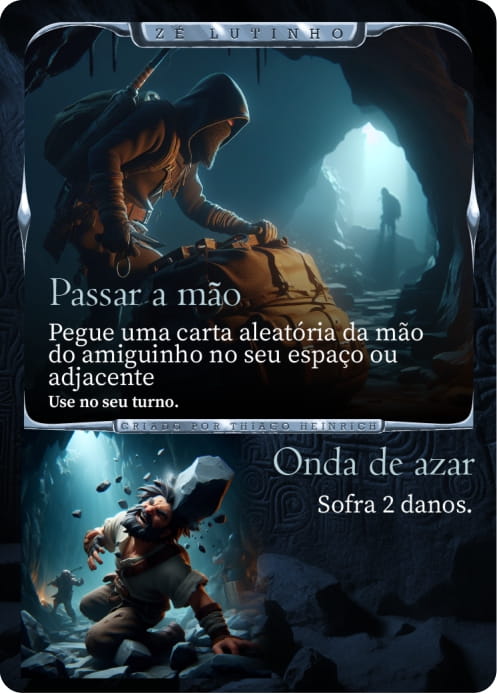 ZÉ LUTINHO
Passar a mão
Pegue uma carta aleatória da mão
do amiguinho no seu espaço ou
adjacente
Use no seu turno.
CRIADO POR THIAGO HEINRICH
Onda de azar
Sofra 2 danos.